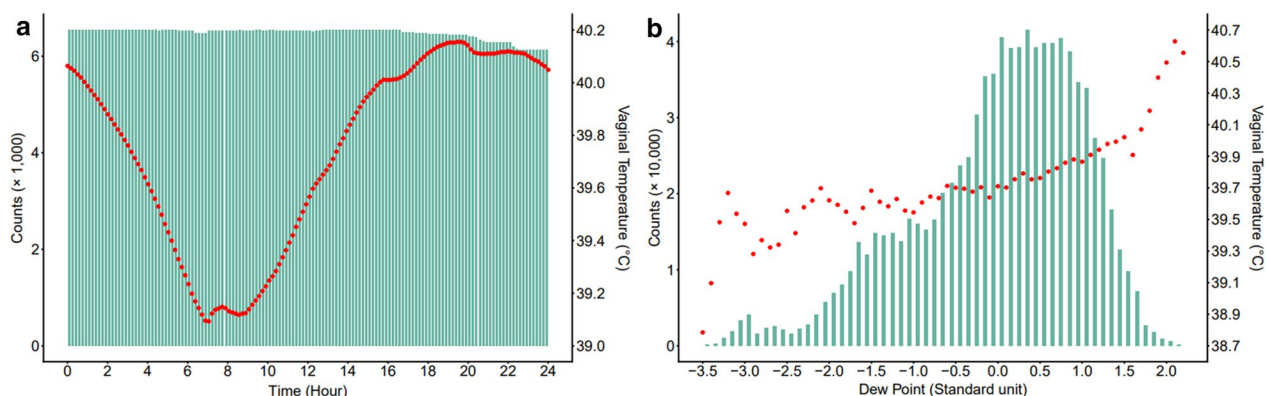 a
Counts (× 1,000)
6
4
2
0
0 2 4 6 8 10 12 14 16 18 20 22 24
Time (Hour)
40.2
40.0
39.8
39.6
39.4
39.2
39.0
Vaginal Temperature (°C)
b
Counts (× 10,000)
4
3
2
1
0
−3.5 −3.0 −2.5 −2.0 −1.5 −1.0 −0.5 0.0 0.5 1.0 1.5 2.0
Dew Point (Standard unit)
40.7
40.5
40.3
40.1
39.9
39.7
39.5
39.3
39.1
38.9
38.7
Vaginal Temperature (°C)